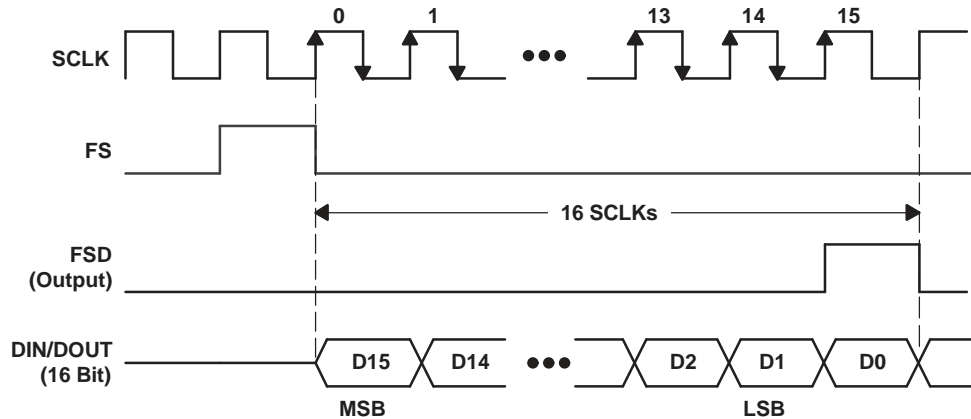 0 1 13 14 15
SCLK
FS
16 SCLKs
FSD
(Output)
DIN/DOUT
(16 Bit)
D15 D14 D2 D1 D0
MSB LSB